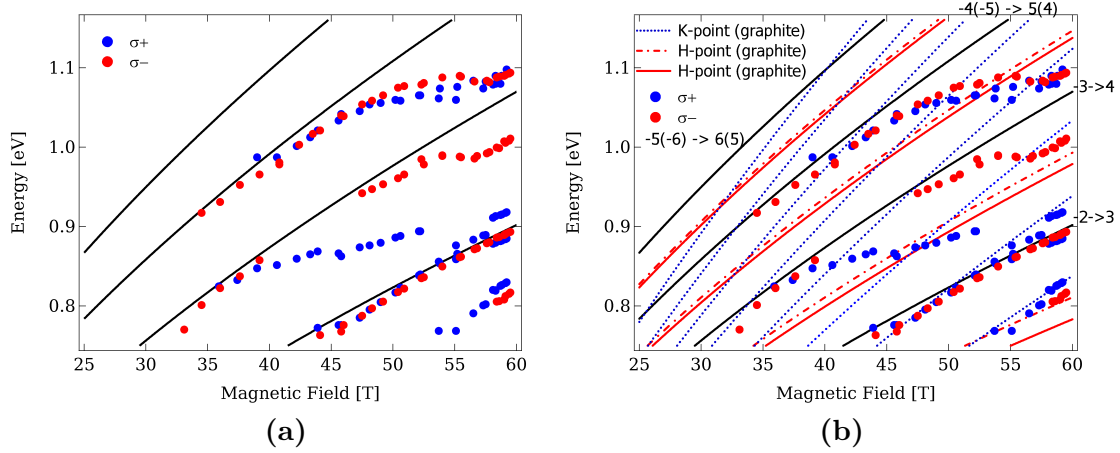 -4(-5) -> 5(4)
σ+
σ−
K-point (graphite)
H-point (graphite)
H-point (graphite)
σ+
σ−
-5(-6) -> 6(5)
-3->4
-2->3
1.1
1.0
0.9
0.8
Energy [eV]
25 30 35 40 45 50 55 60
Magnetic Field [T]
(a)
1.1
1.0
0.9
0.8
Energy [eV]
25 30 35 40 45 50 55 60
Magnetic Field [T]
(b)